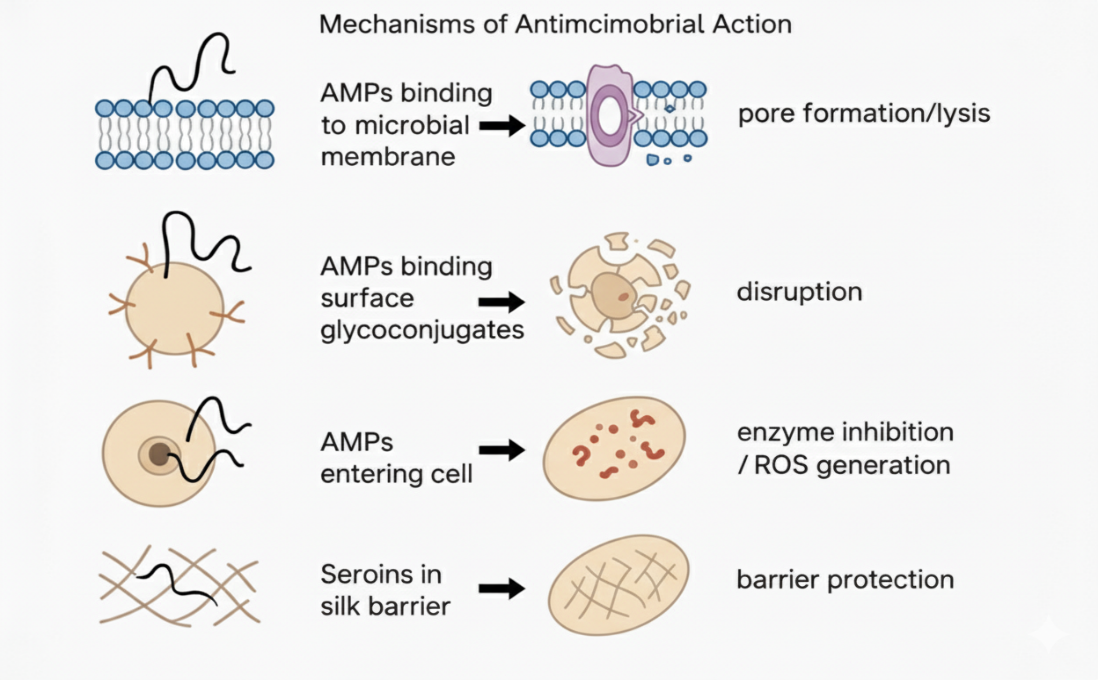 Mechanisms of Antimcimobrial Action
AMPs binding
to microbial
membrane
pore formation/lysis
AMPs binding
surface
glycoconjugates
disruption
AMPs
entering cell
enzyme inhibition
/ ROS generation
Seroins in
silk barrier
barrier protection